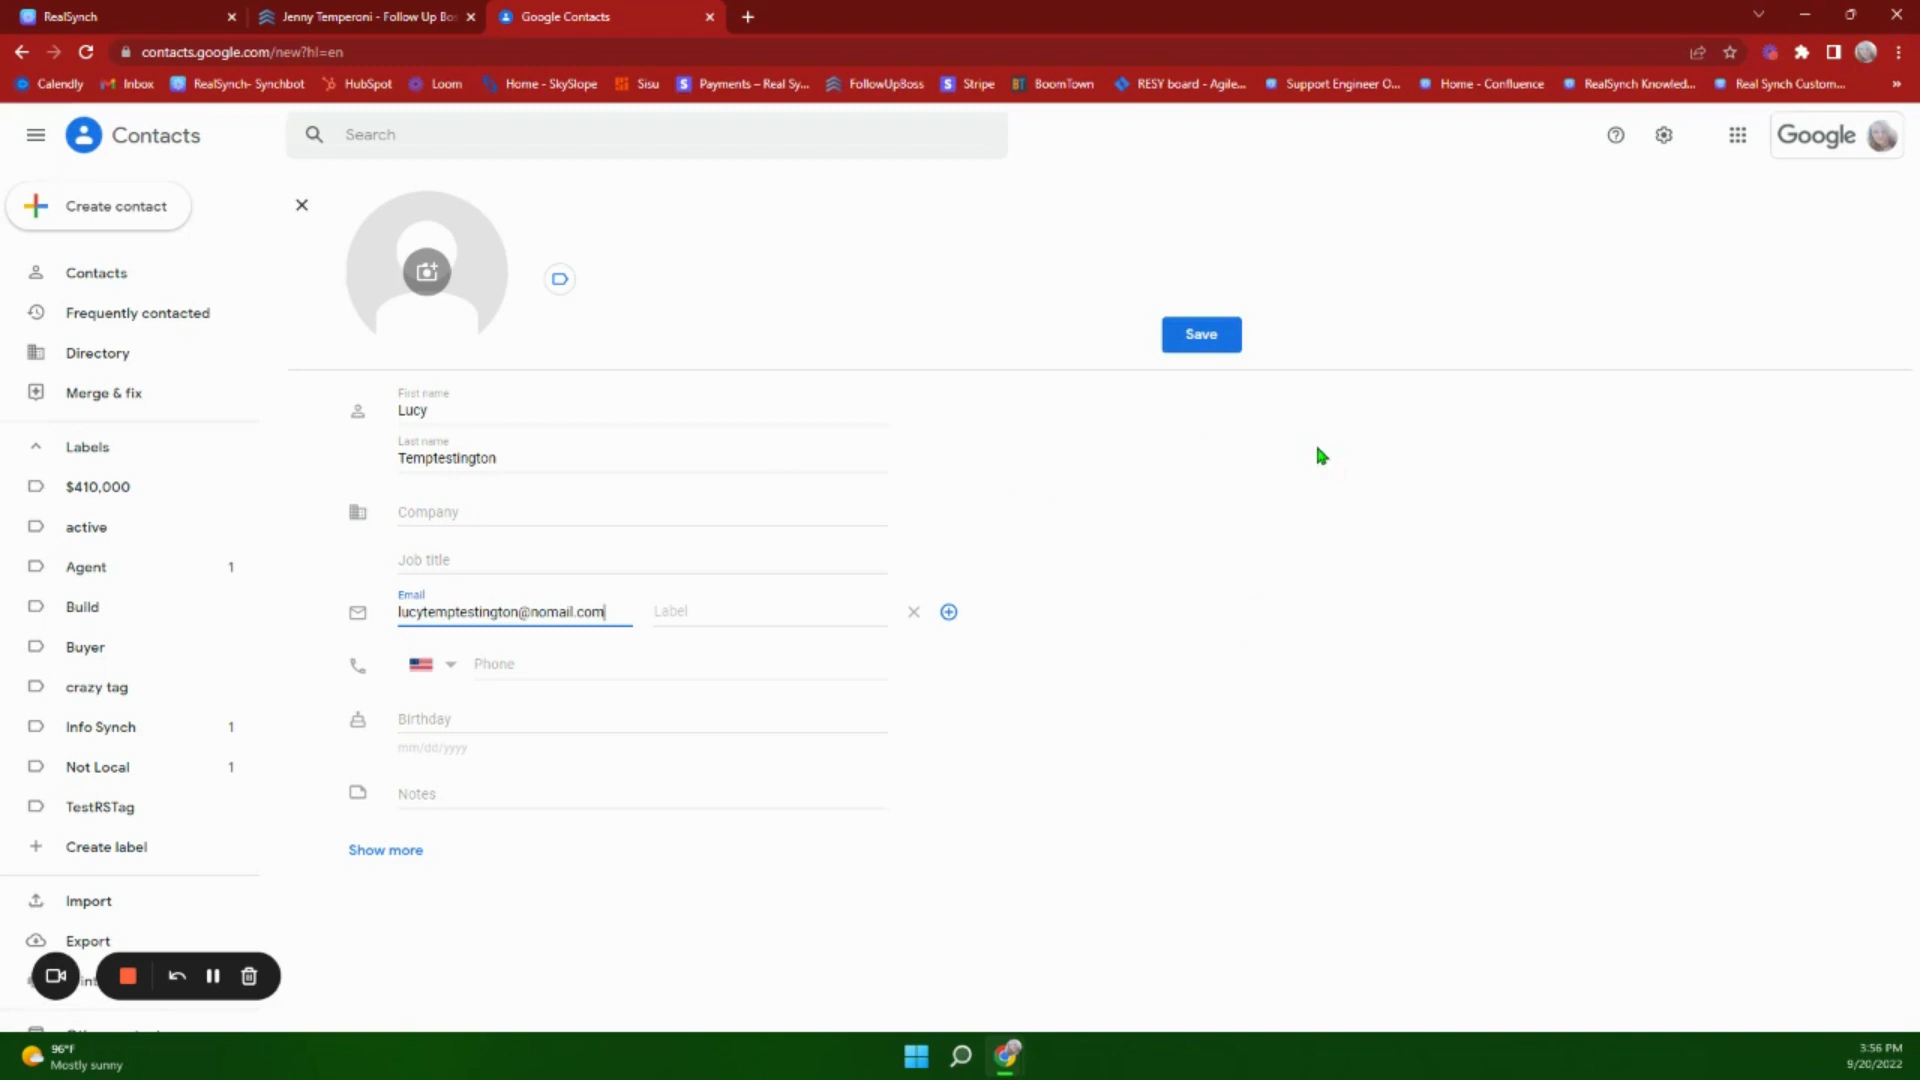 RealSynch
Jenny Temperoni - Follow Up Bos
Google Contacts
contacts.google.com/new?hl=en
Calendly
Inbox
RealSynch- Synchbot
HubSpot
Loom
Home - SkySlope
Sisu
Payments – Real Sy...
FollowUpBoss
Stripe
BoomTown
RESY board - Agile...
Support Engineer O...
Home - Confluence
RealSynch Knowled...
Real Synch Custom...
Contacts
Search
Google
Create contact
Contacts
Frequently contacted
Directory
Merge & fix
Labels
$410,000
active
Agent 1
Build
Buyer
crazy tag
Info Synch 1
Not Local 1
TestRSTag
Create label
Import
Export
Save
First name
Lucy
Last name
Temptestington
Company
Job title
Email
lucytemptestington@nomail.com
Label
Phone
Birthday
mm/dd/yyyy
Notes
Show more
96°F
Mostly sunny
3:56 PM
9/20/2022